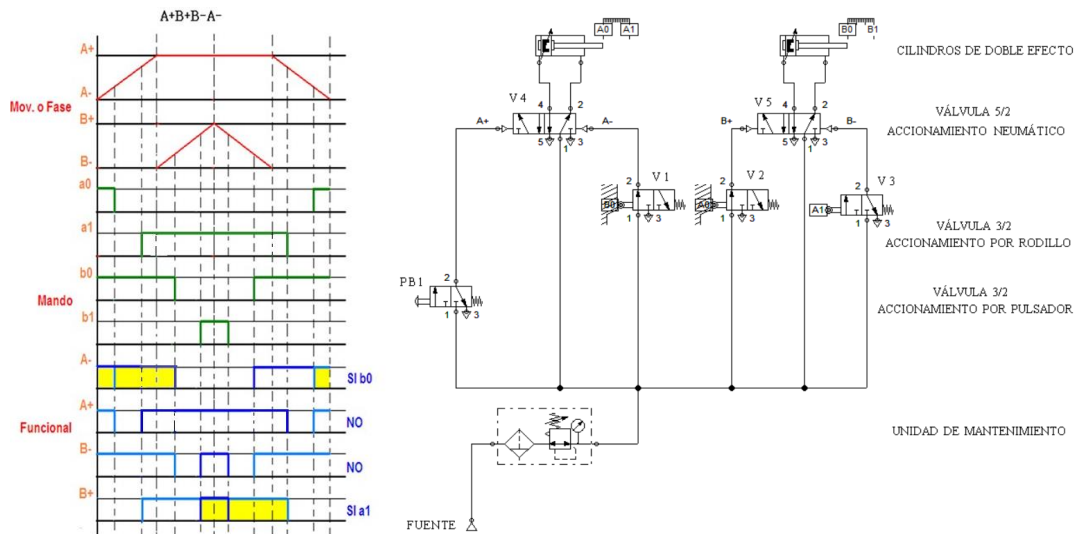 A+B+B-A-
A+
A-
Mov. o Fase
B+
B-
a0
a1
b0
Mando
b1
A-
SI b0
A+
Funcional
NO
B-
NO
B+
SI a1
A0
A1
B0
B1
CILINDROS DE DOBLE EFECTO
V 4
4
2
A+
A-
5
1
3
V 5
4
2
B+
B-
5
1
3
VÁLVULA 5/2
ACCIONAMIENTO NEUMÁTICO
V 1
2
B0
1
3
V 2
2
A0
1
3
V 3
2
A1
1
3
VÁLVULA 3/2
ACCIONAMIENTO POR RODILLO
PB1
2
1
3
VÁLVULA 3/2
ACCIONAMIENTO POR PULSADOR
UNIDAD DE MANTENIMIENTO
FUENTE